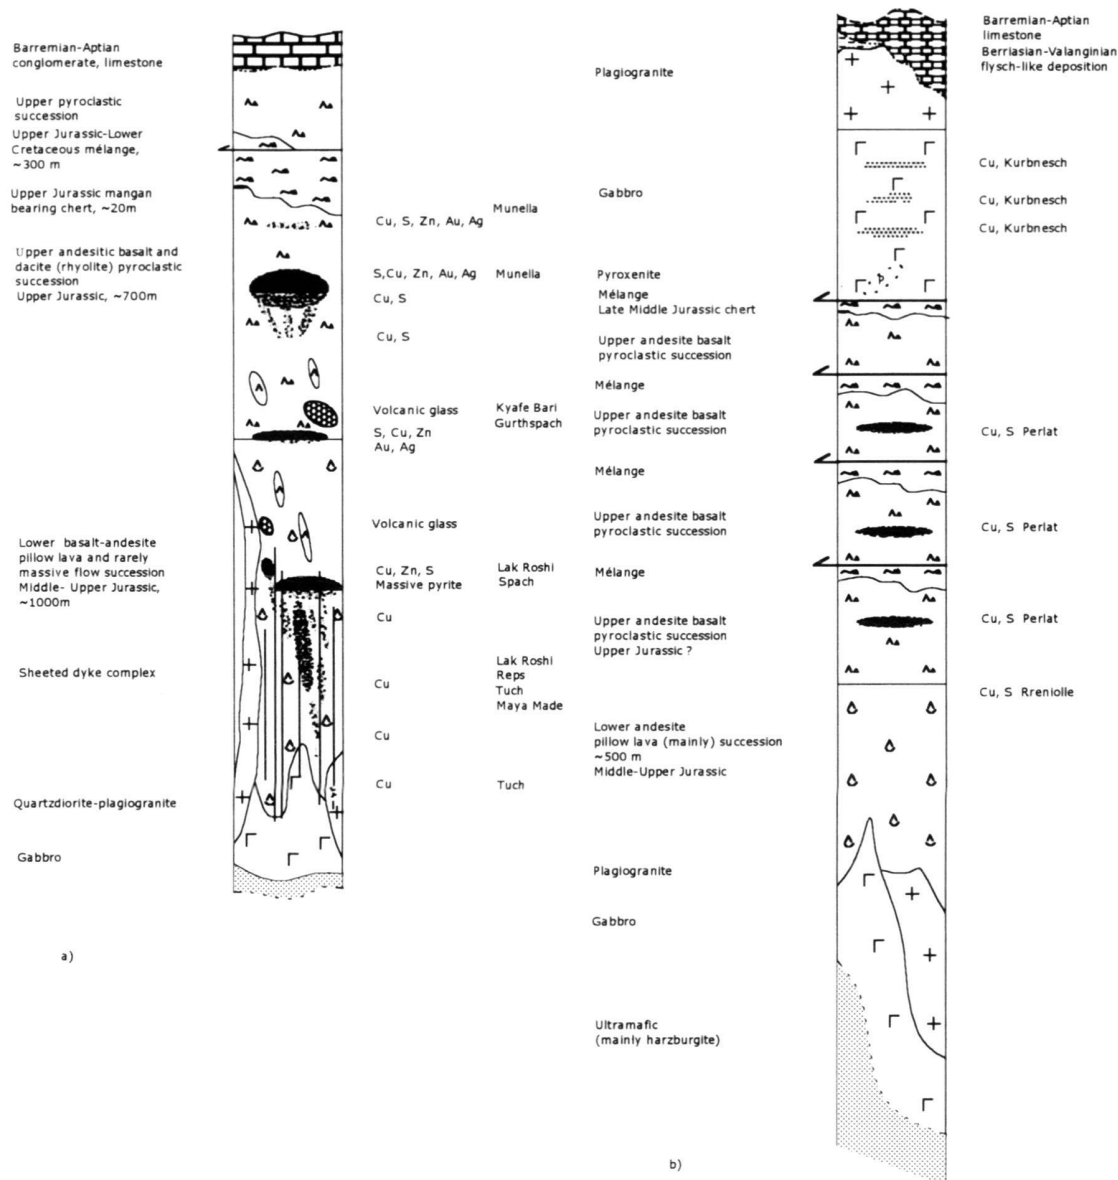 Barremian-Aptian
conglomerate, limestone
Upper pyroclastic
succession
Upper Jurassic-Lower
Cretaceous mélange,
~300 m
Upper Jurassic mangan
bearing chert, ~20m
Upper andesitic basalt and
dacite (rhyolite) pyroclastic
succession
Upper Jurassic, ~700m
Lower basalt-andesite
pillow lava and rarely
massive flow succession
Middle- Upper Jurassic,
~1000m
Sheeted dyke complex
Quartzdiorite-plagiogranite
Gabbro
Cu, S, Zn, Au, Ag
Munella
S,Cu, Zn, Au, Ag
Munella
Cu, S
Cu, S
Volcanic glass
Kyafe Bari
Gurthspach
S, Cu, Zn
Au, Ag
Volcanic glass
Cu, Zn, S
Massive pyrite
Lak Roshi
Spach
Cu
Lak Roshi
Reps
Tuch
Maya Made
Cu
Cu
Cu
Tuch
a)
Plagiogranite
Gabbro
Pyroxenite
Mélange
Late Middle Jurassic chert
Upper andesite basalt
pyroclastic succession
Mélange
Upper andesite basalt
pyroclastic succession
Mélange
Upper andesite basalt
pyroclastic succession
Mélange
Upper andesite basalt
pyroclastic succession
Upper Jurassic ?
Lower andesite
pillow lava (mainly) succession
~500 m
Middle-Upper Jurassic
Plagiogranite
Gabbro
Ultramafic
(mainly harzburgite)
Barremian-Aptian
limestone
Berriasian-Valanginian
flysch-like deposition
Cu, Kurbnesch
Cu, Kurbnesch
Cu, Kurbnesch
Cu, S Perlat
Cu, S Perlat
Cu, S Perlat
Cu, S Rreniolle
b)